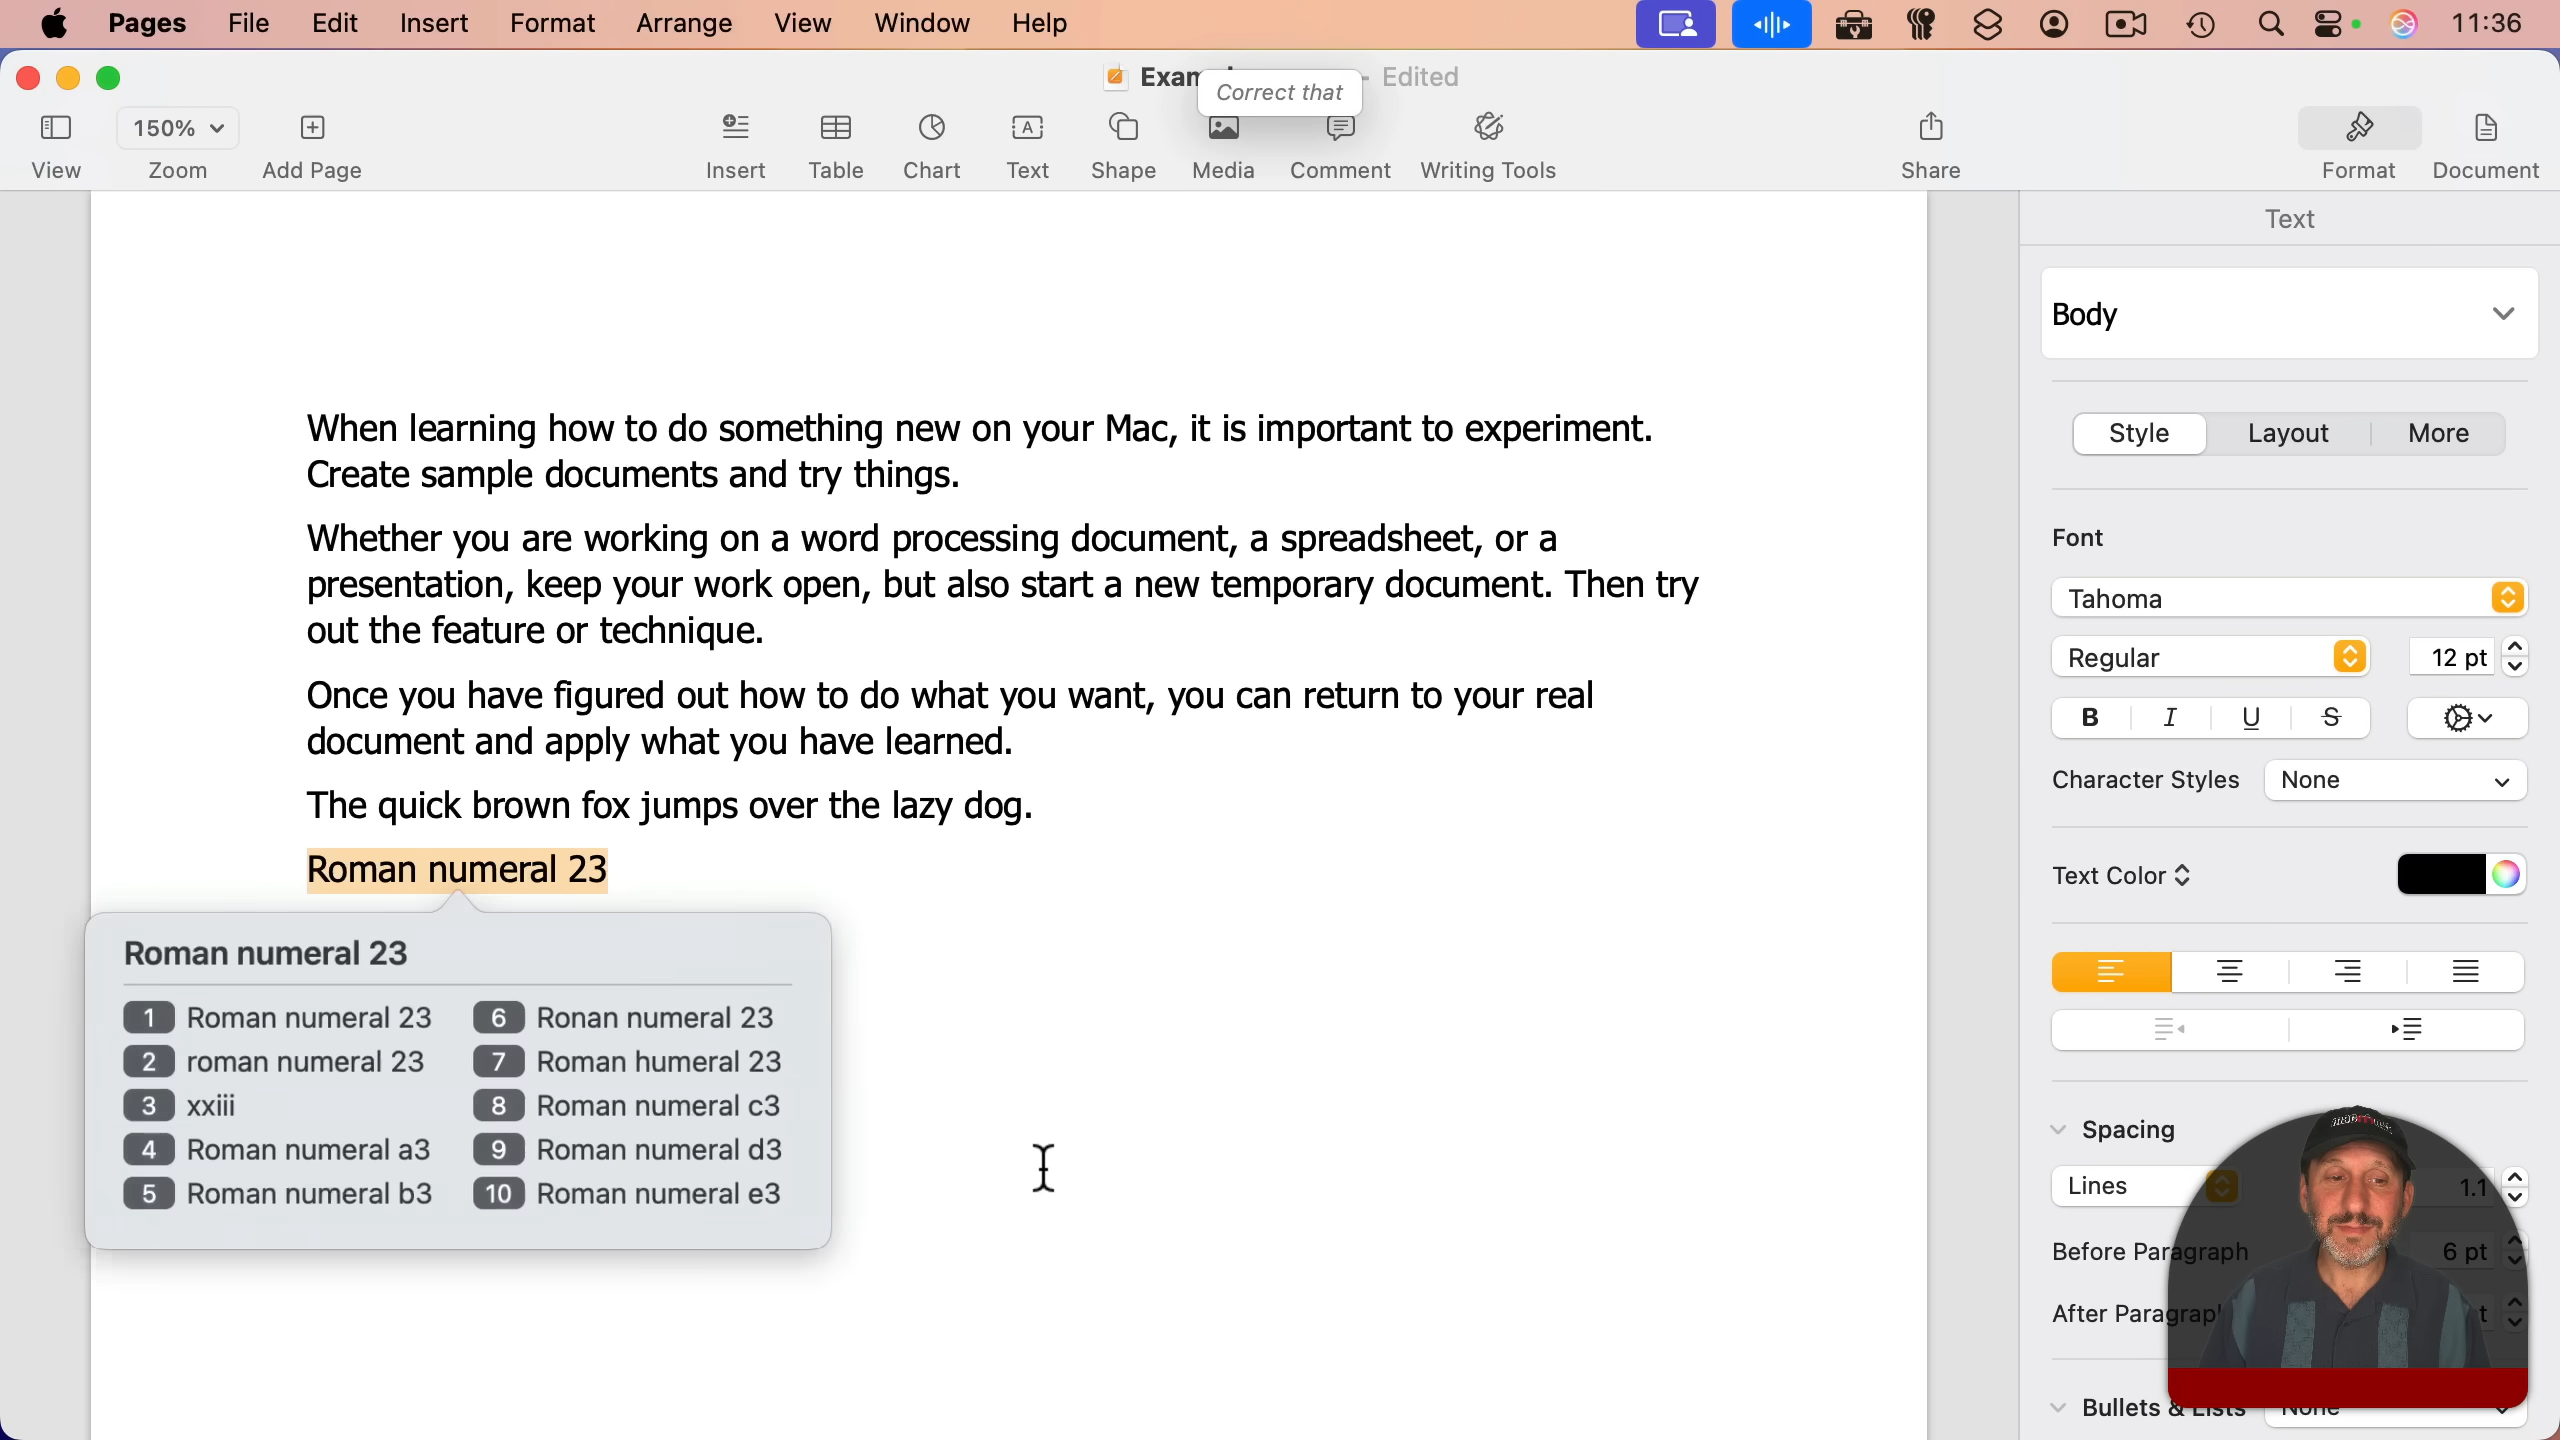 Pages File Edit Insert Format Arrange View Window Help 11:36
Edited
Correct that
View 150% Zoom Add Page Insert Table Chart Text Shape Media Comment Writing Tools Share Format Document
Text
Body
Style Layout More
When learning how to do something new on your Mac, it is important to experiment.
Create sample documents and try things.
Whether you are working on a word processing document, a spreadsheet, or a
presentation, keep your work open, but also start a new temporary document. Then try
out the feature or technique.
Once you have figured out how to do what you want, you can return to your real
document and apply what you have learned.
The quick brown fox jumps over the lazy dog.
Roman numeral 23
Roman numeral 23
1 Roman numeral 23
2 roman numeral 23
3 xxiii
4 Roman numeral a3
5 Roman numeral b3
6 Ronan numeral 23
7 Roman humeral 23
8 Roman numeral c3
9 Roman numeral d3
10 Roman numeral e3
Font
Tahoma
Regular 12 pt
B I U S
Character Styles None
Text Color
Spacing
Lines 1.1
Before Paragraph 6 pt
After Paragraph
Bullets & Lists None